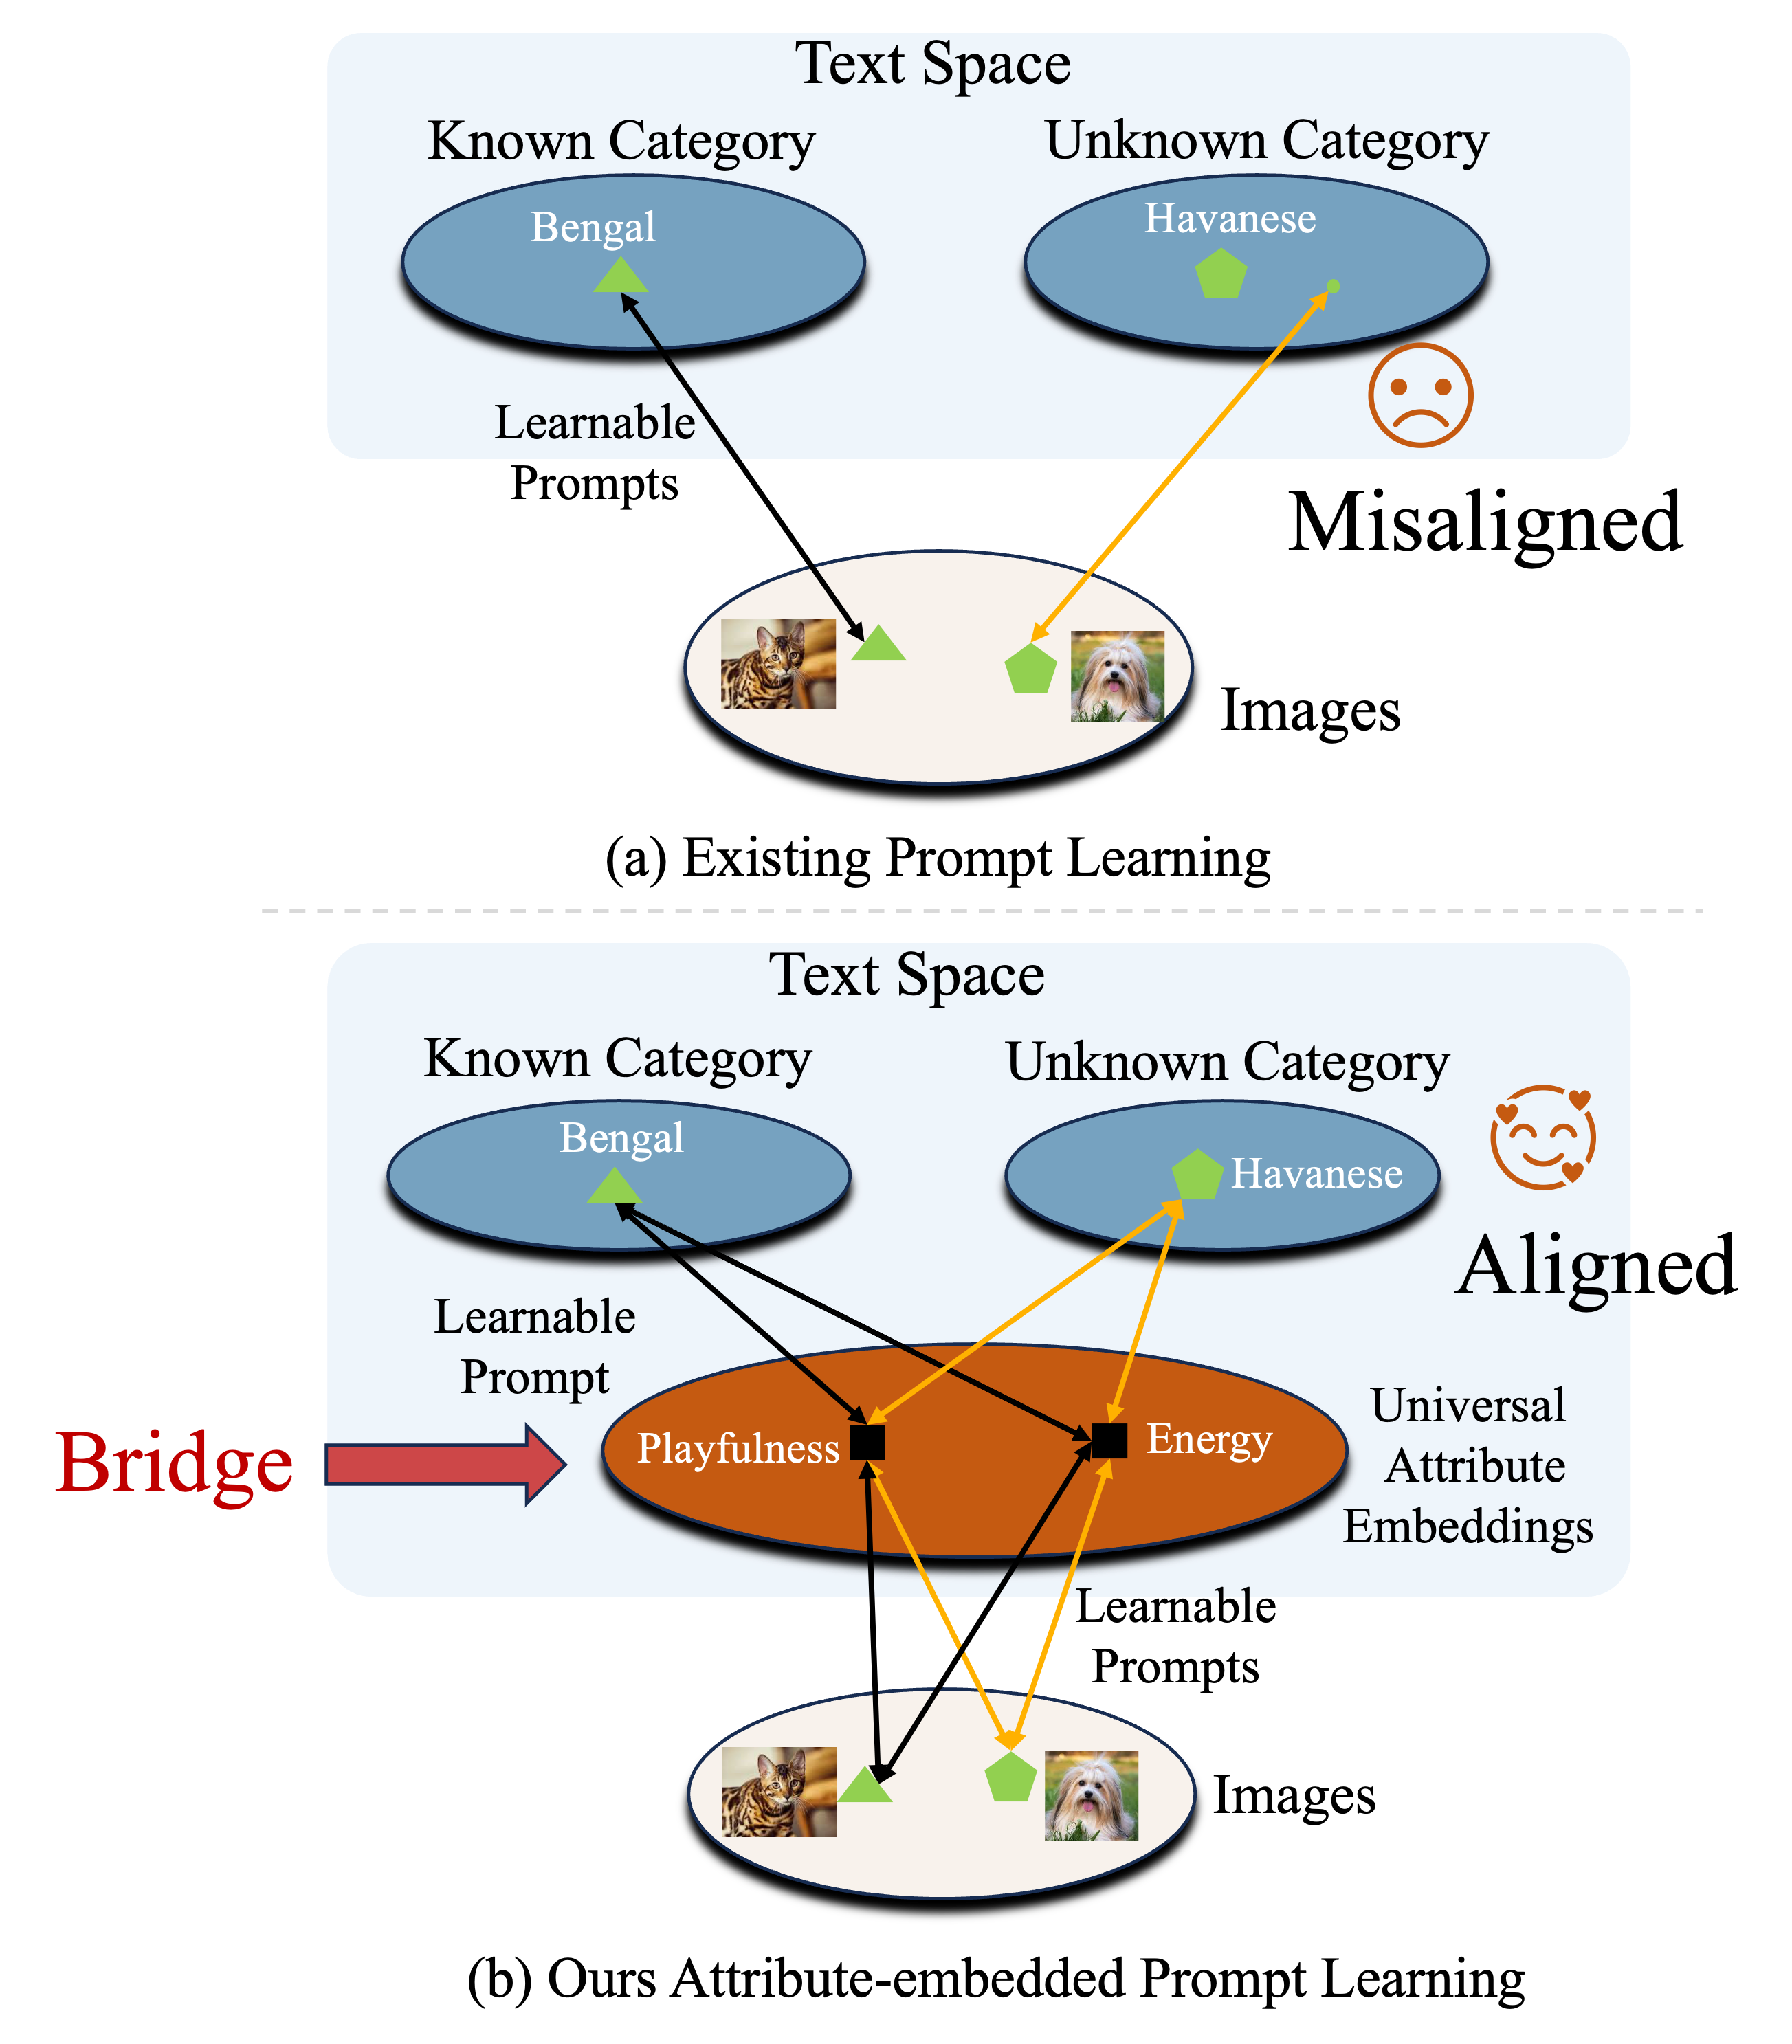 Text Space
Known Category
Unknown Category
Bengal
Havanese
Learnable
Prompts
Misaligned
Images
(a) Existing Prompt Learning
Text Space
Known Category
Unknown Category
Bengal
Havanese
Aligned
Learnable
Prompt
Bridge
Playfulness
Energy
Universal
Attribute
Embeddings
Learnable
Prompts
Images
(b) Ours Attribute-embedded Prompt Learning